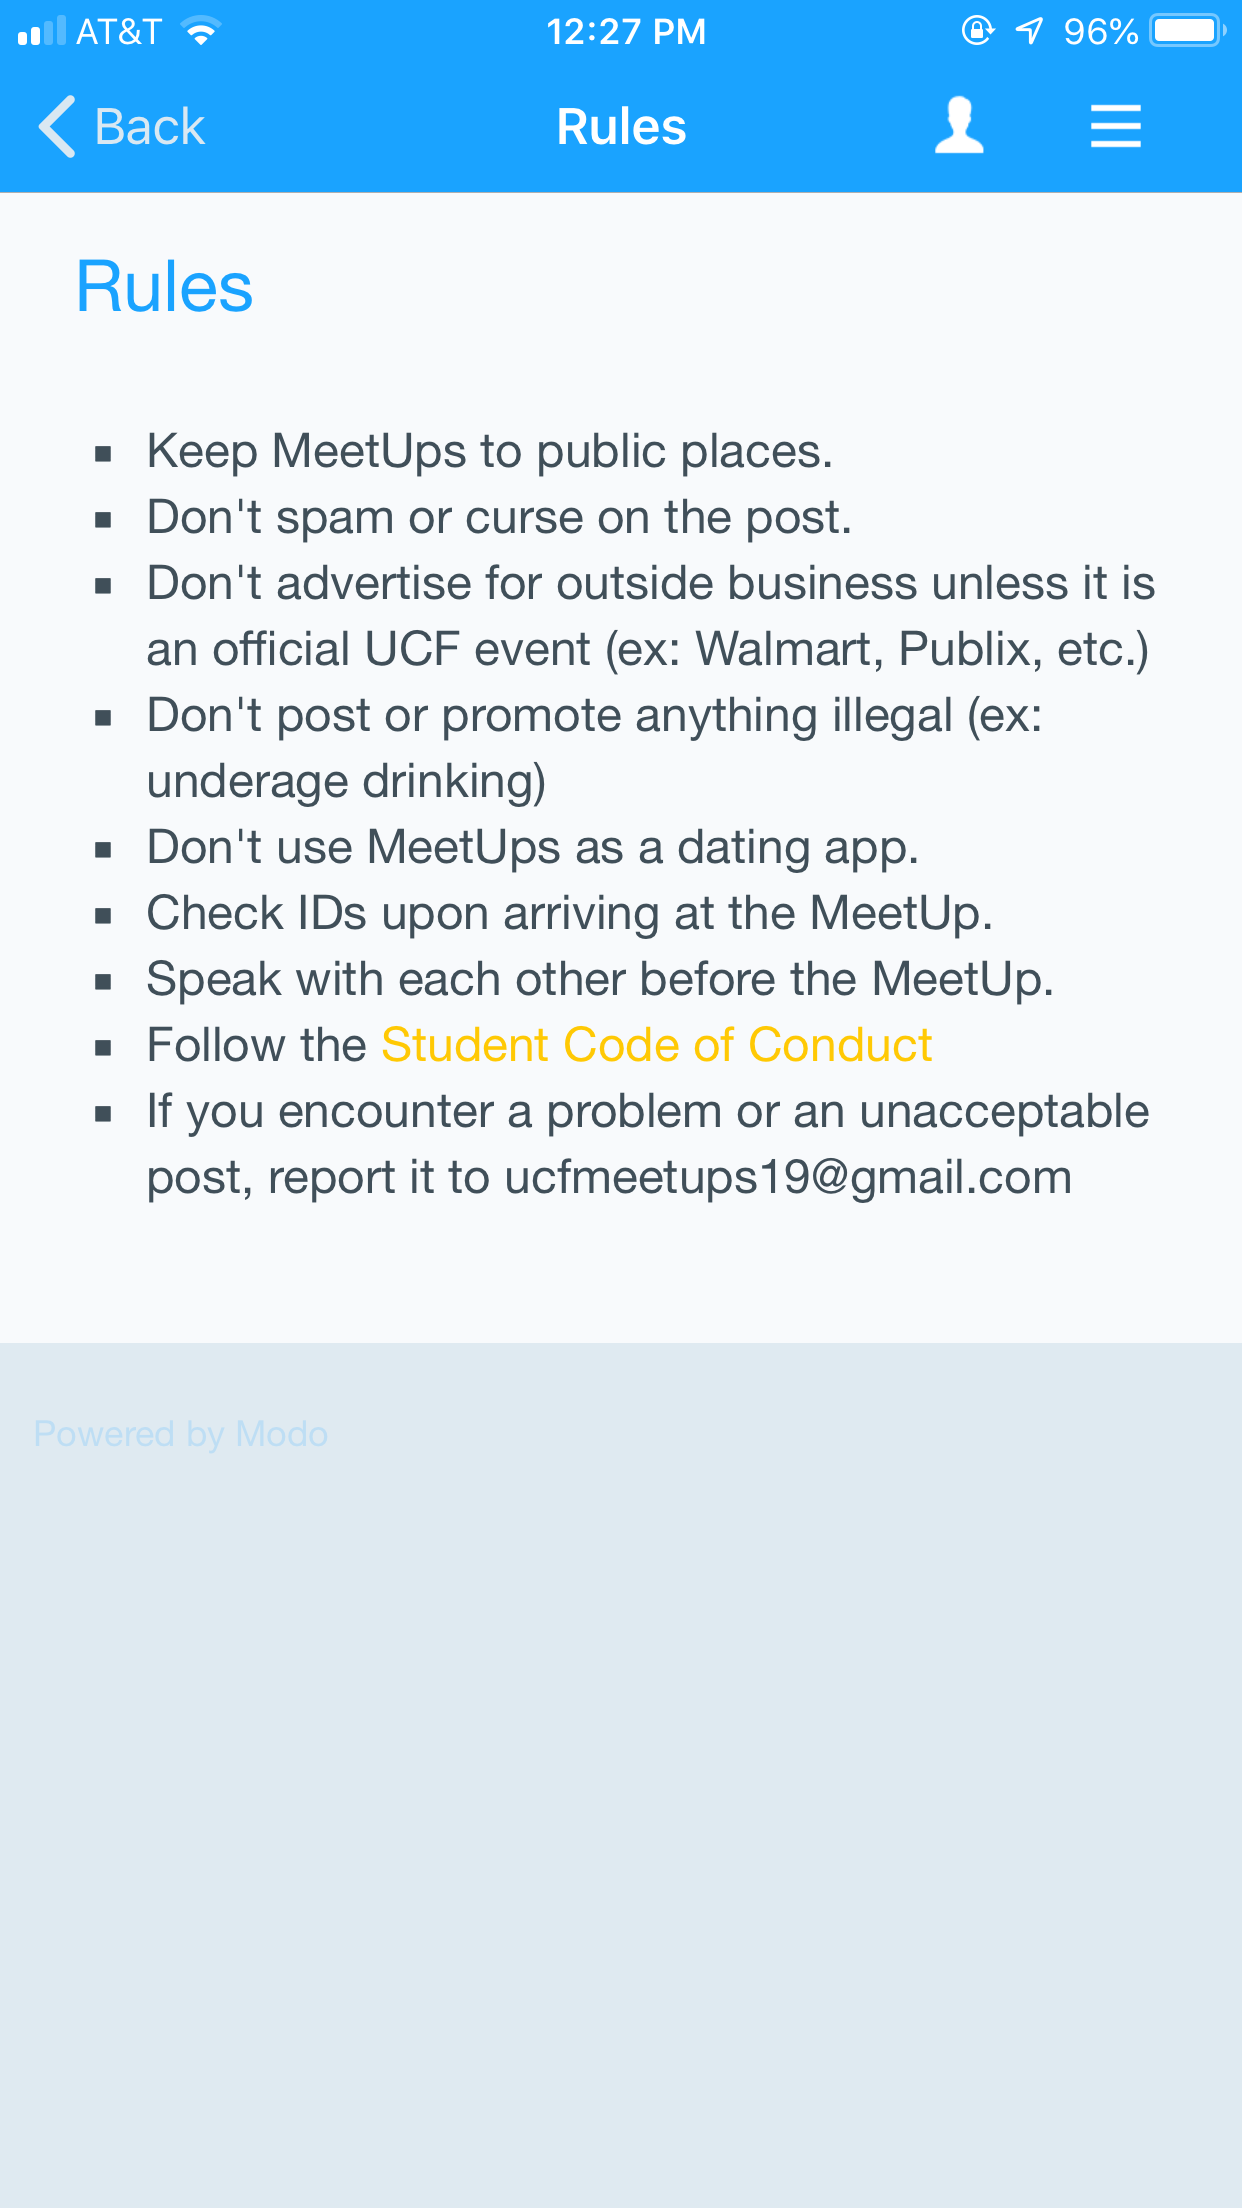 AT&T 12:27 PM 96%
Back Rules
Rules
Keep MeetUps to public places.
Don't spam or curse on the post.
Don't advertise for outside business unless it is
an official UCF event (ex: Walmart, Publix, etc.)
Don't post or promote anything illegal (ex:
underage drinking)
Don't use MeetUps as a dating app.
Check IDs upon arriving at the MeetUp.
Speak with each other before the MeetUp.
Follow the Student Code of Conduct
If you encounter a problem or an unacceptable
post, report it to ucfmeetups19@gmail.com
Powered by Modo